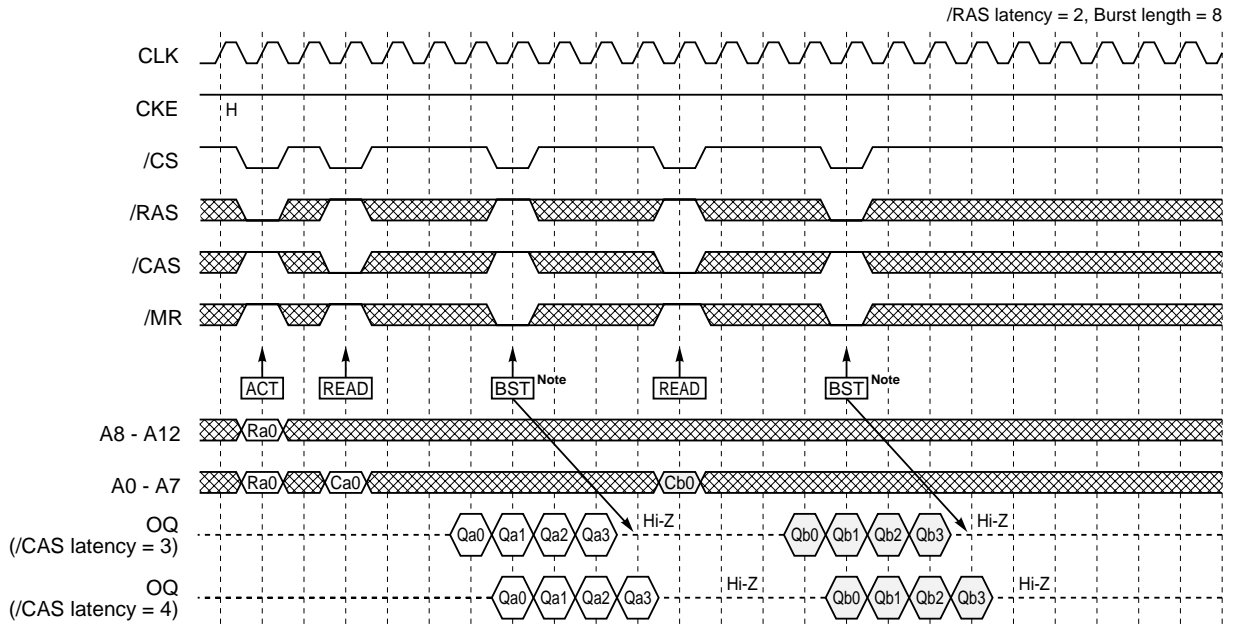 /RAS latency = 2, Burst length = 8
CLK
CKE H
/CS
/RAS
/CAS
/MR
ACT READ BST Note READ BST Note
A8 - A12 Ra0
A0 - A7 Ra0 Ca0 Cb0
OQ
(/CAS latency = 3)
Qa0 Qa1 Qa2 Qa3 Hi-Z Qb0 Qb1 Qb2 Qb3 Hi-Z
OQ
(/CAS latency = 4)
Qa0 Qa1 Qa2 Qa3 Hi-Z Qb0 Qb1 Qb2 Qb3 Hi-Z